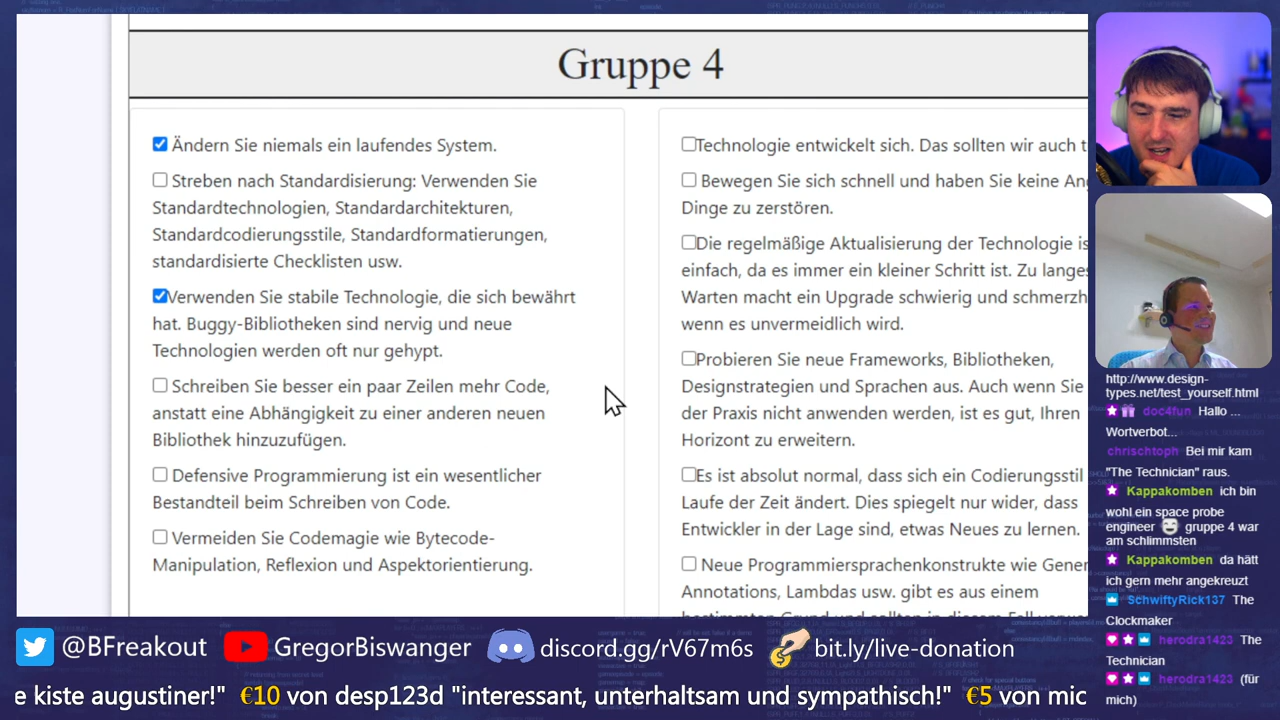 Gruppe 4
Ändern Sie niemals ein laufendes System.
Streben nach Standardisierung: Verwenden Sie
Standardtechnologien, Standardarchitekturen,
Standardcodierungsstile, Standardformatierungen,
standardisierte Checklisten usw.
Verwenden Sie stabile Technologie, die sich bewährt
hat. Buggy-Bibliotheken sind nervig und neue
Technologien werden oft nur gehypt.
Schreiben Sie besser ein paar Zeilen mehr Code,
anstatt eine Abhängigkeit zu einer anderen neuen
Bibliothek hinzuzufügen.
Defensive Programmierung ist ein wesentlicher
Bestandteil beim Schreiben von Code.
Vermeiden Sie Codemagie wie Bytecode-
Manipulation, Reflexion und Aspektorientierung.
Technologie entwickelt sich. Das sollten wir auch t
Bewegen Sie sich schnell und haben Sie keine An
Dinge zu zerstören.
Die regelmäßige Aktualisierung der Technologie is
einfach, da es immer ein kleiner Schritt ist. Zu langes
Warten macht ein Upgrade schwierig und schmerzh
wenn es unvermeidlich wird.
Probieren Sie neue Frameworks, Bibliotheken,
Designstrategien und Sprachen aus. Auch wenn Sie
der Praxis nicht anwenden werden, ist es gut, Ihren
Horizont zu erweitern.
Es ist absolut normal, dass sich ein Codierungsstil
Laufe der Zeit ändert. Dies spiegelt nur wider, dass
Entwickler in der Lage sind, etwas Neues zu lernen.
Neue Programmiersprachenkonstrukte wie Gener
Annotations, Lambdas usw. gibt es aus einem
http://www.design-
types.net/test_yourself.html
doc4fun Hallo ...
Wortverbot...
chrischtoph Bei mir kam
"The Technician" raus.
Kappakomben ich bin
wohl ein space probe
engineer gruppe 4 war
am schlimmsten
Kappakomben da hätt
ich gern mehr angekreuzt
SchwiftyRick137 The
Clockmaker
herodra1423 The
Technician
herodra1423 (für
mich)
@BFreakout GregorBiswanger discord.gg/rV67m6s bit.ly/live-donation
e kiste augustiner!" €10 von desp123d "interessant, unterhaltsam und sympathisch!" €5 von mic